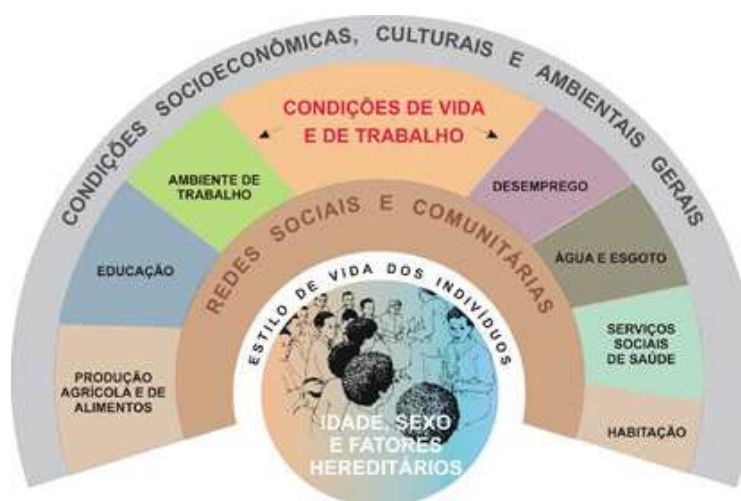 CONDIÇÕES SOCIOECONÔMICAS, CULTURAIS E AMBIENTAIS GERAIS
CONDIÇÕES DE VIDA
E DE TRABALHO
AMBIENTE DE
TRABALHO
DESEMPREGO
EDUCAÇÃO
ÁGUA E ESGOTO
PRODUÇÃO
AGRÍCOLA E DE
ALIMENTOS
SERVIÇOS
SOCIAIS
DE SAÚDE
HABITAÇÃO
REDES SOCIAIS E COMUNITÁRIAS
ESTILO DE VIDA DOS INDIVÍDUOS
IDADE, SEXO
E FATORES
HEREDITÁRIOS